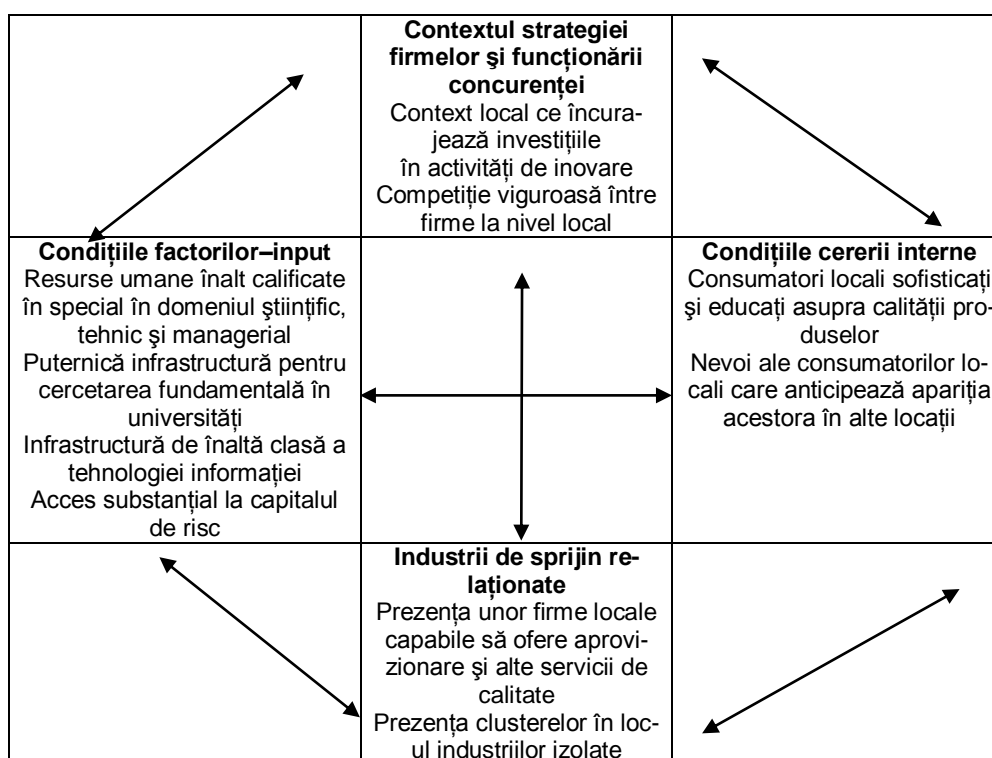 Contextul strategiei
firmelor şi funcţionării
concurenţei
Context local ce încura-
jează investiţiile
în activităţi de inovare
Competiţie viguroasă între
firme la nivel local
Condiţiile factorilor–input
Resurse umane înalt calificate
în special în domeniul ştiinţific,
tehnic şi managerial
Puternică infrastructură pentru
cercetarea fundamentală în
universităţi
Infrastructură de înaltă clasă a
tehnologiei informaţiei
Acces substanţial la capitalul
de risc
Condiţiile cererii interne
Consumatori locali sofisticaţi
şi educaţi asupra calităţii pro-
duselor
Nevoi ale consumatorilor lo-
cali care anticipează apariţia
acestora în alte locaţii
Industrii de sprijin re-
laţionate
Prezenţa unor firme locale
capabile să ofere aprovi-
zionare şi alte servicii de
calitate
Prezenţa clusterelor în loc-
ul industriilor izolate